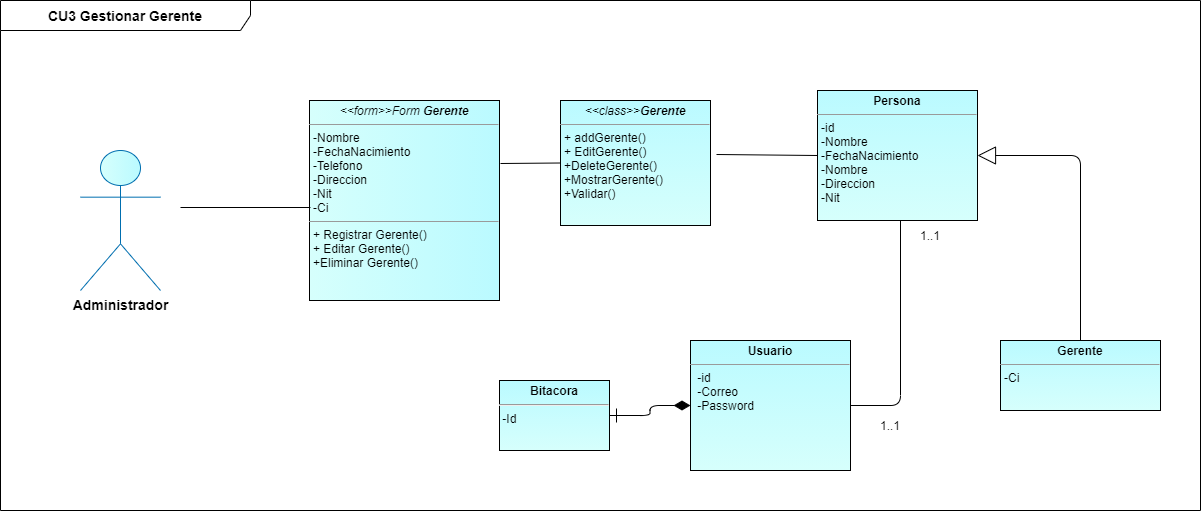 CU3 Gestionar Gerente
Administrador
<<form>>Form Gerente
-Nombre
-FechaNacimiento
-Telefono
-Direccion
-Nit
-Ci
+ Registrar Gerente()
+ Editar Gerente()
+Eliminar Gerente()
<<class>>Gerente
+ addGerente()
+ EditGerente()
+DeleteGerente()
+MostrarGerente()
+Validar()
Persona
-id
-Nombre
-FechaNacimiento
-Nombre
-Direccion
-Nit
1..1
Bitacora
-Id
Usuario
-id
-Correo
-Password
1..1
Gerente
-Ci